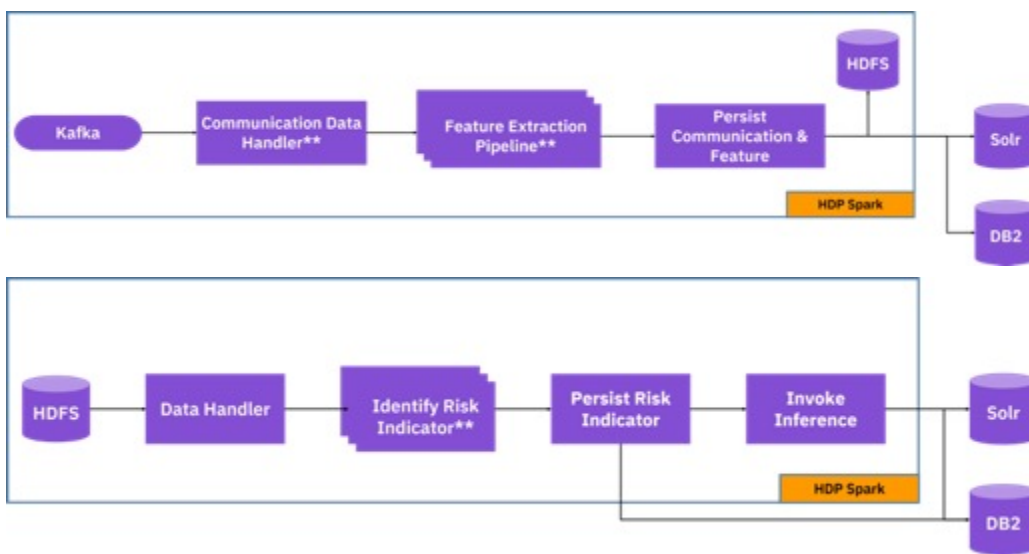 HDFS
Kafka
Communication Data
Handler**
Feature Extraction
Pipeline**
Persist
Communication &
Feature
Solr
HDP Spark
DB2
HDFS
Data Handler
Identify Risk
Indicator**
Persist Risk
Indicator
Invoke
Inference
Solr
HDP Spark
DB2